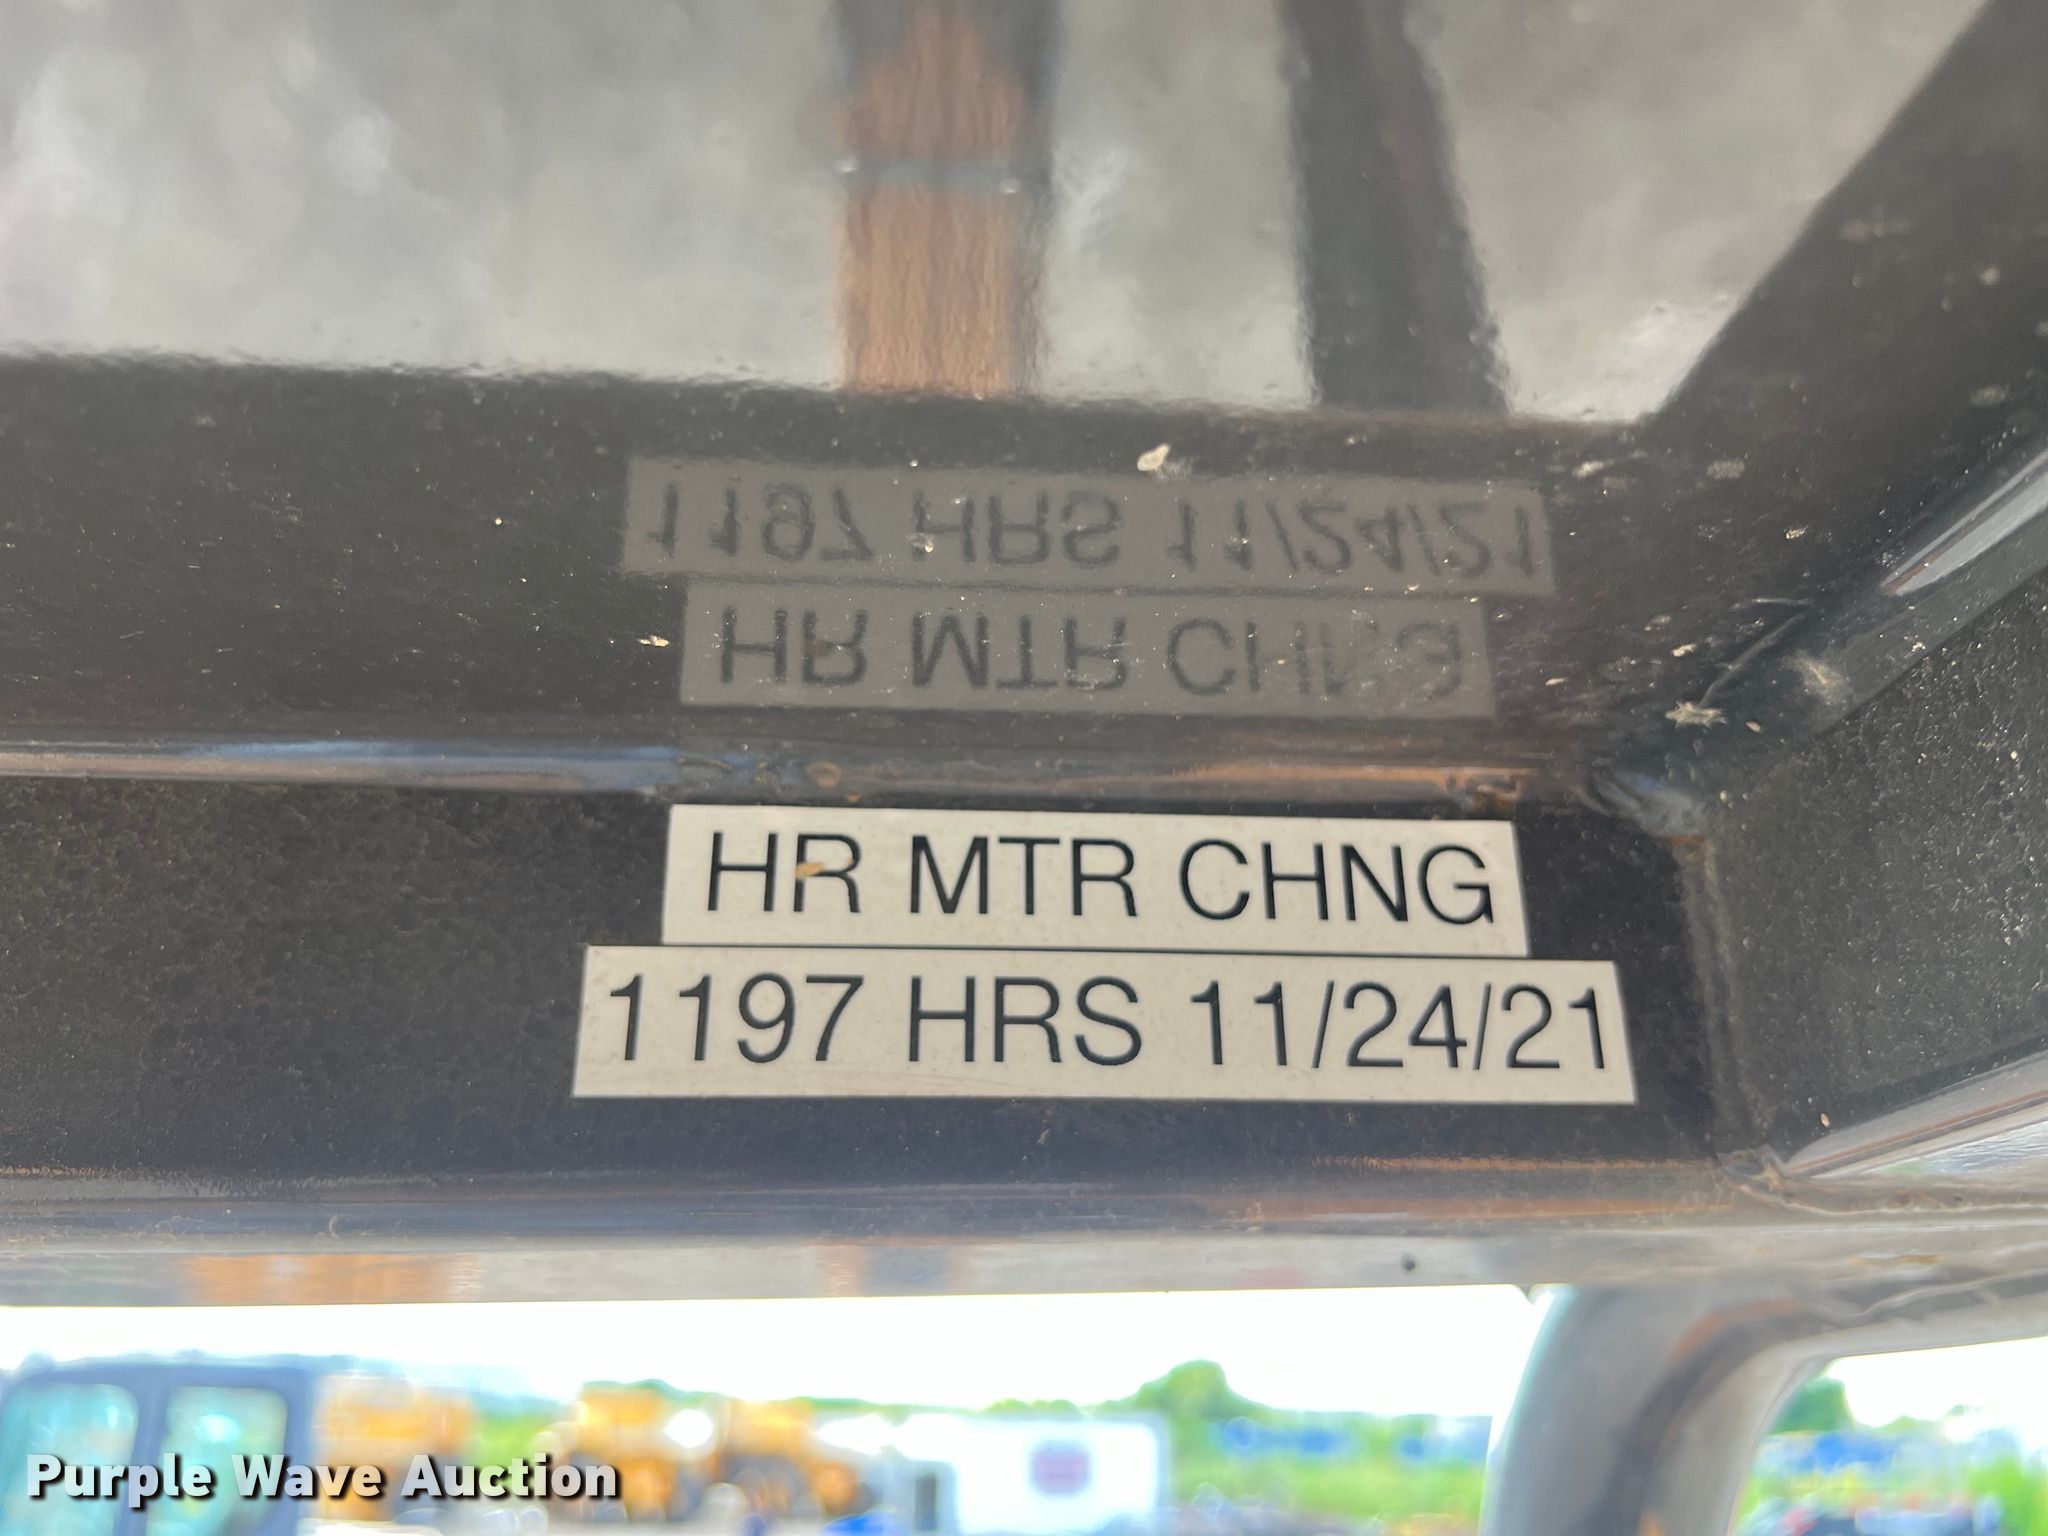 HR MTR CHNG
1197 HRS 11/24/21
Purple Wave Auction